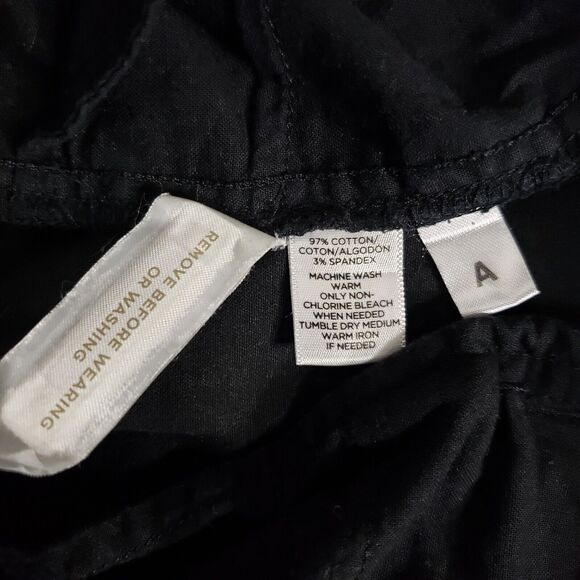 REMOVE BEFORE WEARING
OR WASHING
97% COTTON/
COTTON/ALGODÓN
3% SPANDEX
MACHINE WASH
WARM
ONLY NON-
CHLORINE BLEACH
WHEN NEEDED
TUMBLE DRY MEDIUM
WARM IRON
IF NEEDED
A